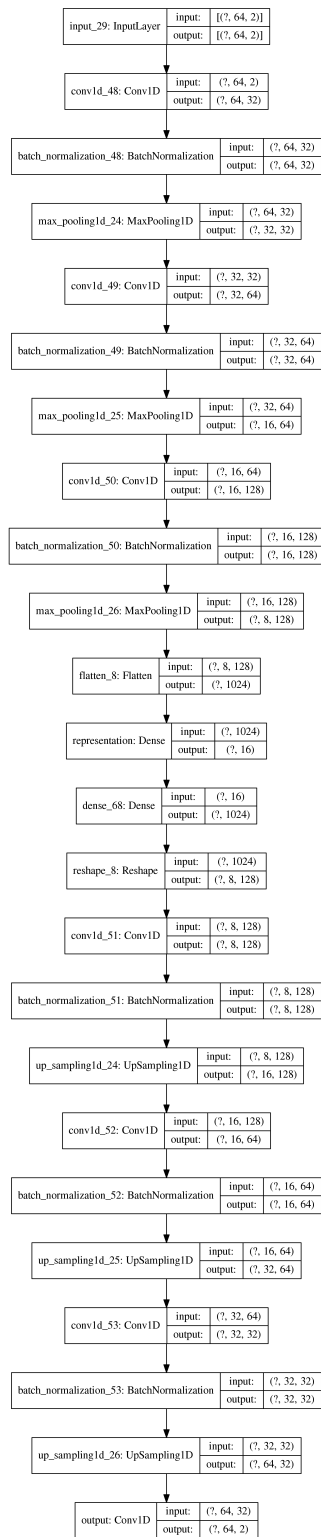 input_29: InputLayer
input:
[(?, 64, 2)]
output:
[(?, 64, 2)]
conv1d_48: Conv1D
input:
(?, 64, 2)
output:
(?, 64, 32)
batch_normalization_48: BatchNormalization
input:
(?, 64, 32)
output:
(?, 64, 32)
max_pooling1d_24: MaxPooling1D
input:
(?, 64, 32)
output:
(?, 32, 32)
conv1d_49: Conv1D
input:
(?, 32, 32)
output:
(?, 32, 64)
batch_normalization_49: BatchNormalization
input:
(?, 32, 64)
output:
(?, 32, 64)
max_pooling1d_25: MaxPooling1D
input:
(?, 32, 64)
output:
(?, 16, 64)
conv1d_50: Conv1D
input:
(?, 16, 64)
output:
(?, 16, 128)
batch_normalization_50: BatchNormalization
input:
(?, 16, 128)
output:
(?, 16, 128)
max_pooling1d_26: MaxPooling1D
input:
(?, 16, 128)
output:
(?, 8, 128)
flatten_8: Flatten
input:
(?, 8, 128)
output:
(?, 1024)
representation: Dense
input:
(?, 1024)
output:
(?, 16)
dense_68: Dense
input:
(?, 16)
output:
(?, 1024)
reshape_8: Reshape
input:
(?, 1024)
output:
(?, 8, 128)
conv1d_51: Conv1D
input:
(?, 8, 128)
output:
(?, 8, 128)
batch_normalization_51: BatchNormalization
input:
(?, 8, 128)
output:
(?, 8, 128)
up_sampling1d_24: UpSampling1D
input:
(?, 8, 128)
output:
(?, 16, 128)
conv1d_52: Conv1D
input:
(?, 16, 128)
output:
(?, 16, 64)
batch_normalization_52: BatchNormalization
input:
(?, 16, 64)
output:
(?, 16, 64)
up_sampling1d_25: UpSampling1D
input:
(?, 16, 64)
output:
(?, 32, 64)
conv1d_53: Conv1D
input:
(?, 32, 64)
output:
(?, 32, 32)
batch_normalization_53: BatchNormalization
input:
(?, 32, 32)
output:
(?, 32, 32)
up_sampling1d_26: UpSampling1D
input:
(?, 32, 32)
output:
(?, 64, 32)
output: Conv1D
input:
(?, 64, 32)
output:
(?, 64, 2)